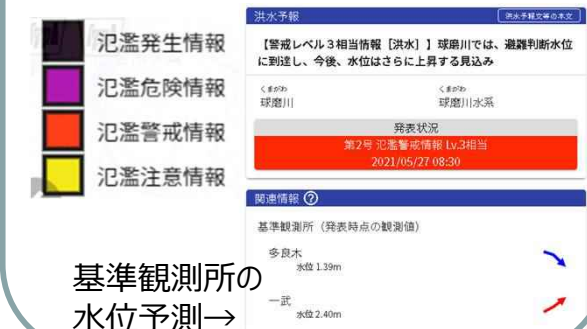 氾濫発生情報
氾濫危険情報
氾濫警戒情報
氾濫注意情報
基準観測所の
水位予測→
洪水予報
洪水予報文等の本文
【警戒レベル3相当情報［洪水］】球磨川では、避難判断水位
に到達し、今後、水位はさらに上昇する見込み
くまがわ
球磨川
くまがわ
球磨川水系
発表状況
第2号 氾濫警戒情報 Lv.3相当
2021/05/27 08:30
関連情報 ?
基準観測所（発表時点の観測値）
多良木
水位 1.39m
一武
水位 2.40m